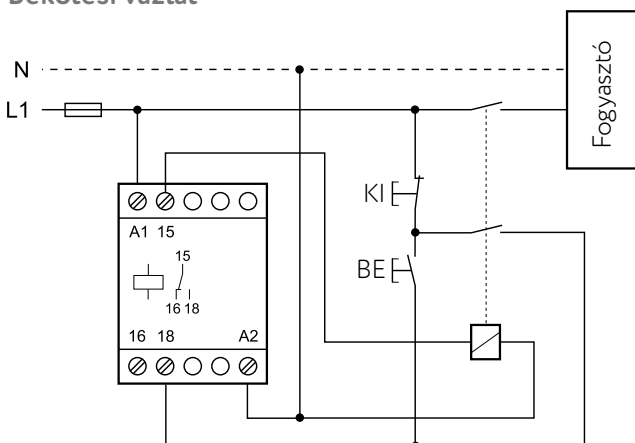 Bekötési vázlat
N
L1
Fogyasztó
KI
A1 15
15
BE
16 18
16 18 A2